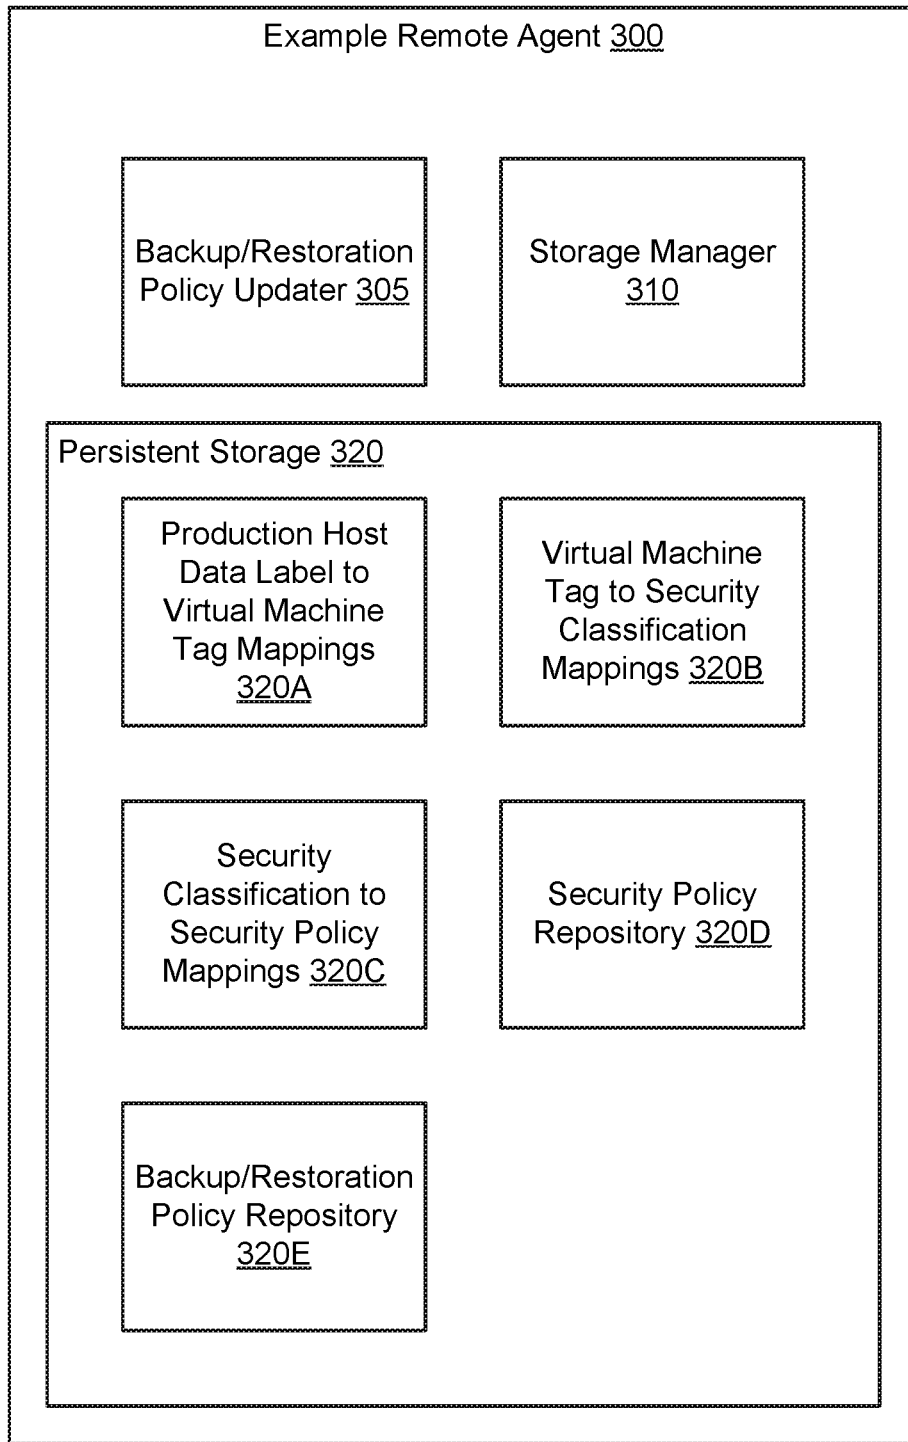 Example Remote Agent 300
Backup/Restoration
Policy Updater 305
Storage Manager
310
Persistent Storage 320
Production Host
Data Label to
Virtual Machine
Tag Mappings
320A
Virtual Machine
Tag to Security
Classification
Mappings 320B
Security
Classification to
Security Policy
Mappings 320C
Security Policy
Repository 320D
Backup/Restoration
Policy Repository
320E